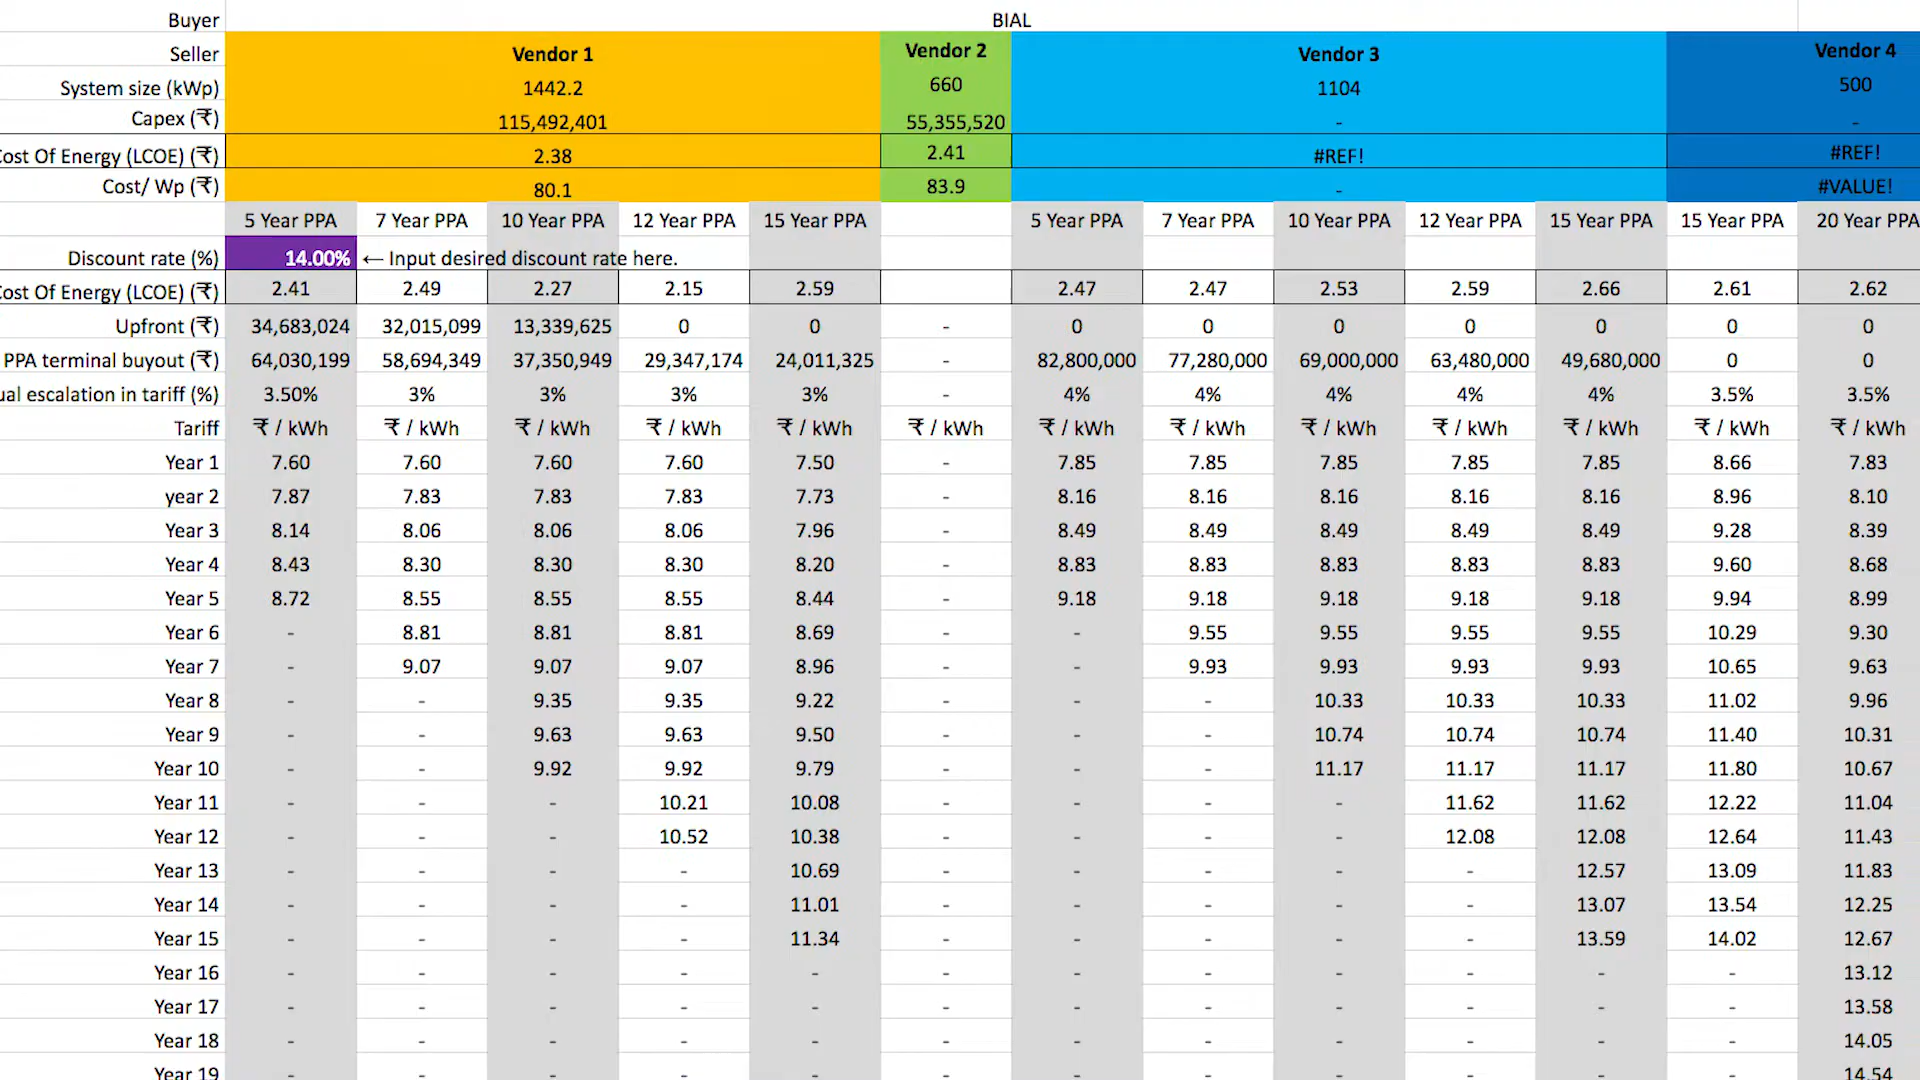 Buyer BIAL
Seller Vendor 1 Vendor 2 Vendor 3 Vendor 4
System size (kWp) 1442.2 660 1104 500
Capex (₹) 115,492,401 55,355,520 - -
Cost Of Energy (LCOE) (₹) 2.38 2.41 #REF! #REF!
Cost/ Wp (₹) 80.1 83.9 - #VALUE!
5 Year PPA 7 Year PPA 10 Year PPA 12 Year PPA 15 Year PPA 5 Year PPA 7 Year PPA 10 Year PPA 12 Year PPA 15 Year PPA 15 Year PPA 20 Year PPA
Discount rate (%) 14.00% ← Input desired discount rate here.
Cost Of Energy (LCOE) (₹) 2.41 2.49 2.27 2.15 2.59 2.47 2.47 2.53 2.59 2.66 2.61 2.62
Upfront (₹) 34,683,024 32,015,099 13,339,625 0 0 - 0 0 0 0 0 0 0
PPA terminal buyout (₹) 64,030,199 58,694,349 37,350,949 29,347,174 24,011,325 - 82,800,000 77,280,000 69,000,000 63,480,000 49,680,000 0 0
ual escalation in tariff (%) 3.50% 3% 3% 3% 3% - 4% 4% 4% 4% 4% 3.5% 3.5%
Tariff ₹ / kWh ₹ / kWh ₹ / kWh ₹ / kWh ₹ / kWh ₹ / kWh ₹ / kWh ₹ / kWh ₹ / kWh ₹ / kWh ₹ / kWh ₹ / kWh ₹ / kWh
Year 1 7.60 7.60 7.60 7.60 7.50 - 7.85 7.85 7.85 7.85 7.85 8.66 7.83
year 2 7.87 7.83 7.83 7.83 7.73 - 8.16 8.16 8.16 8.16 8.16 8.96 8.10
Year 3 8.14 8.06 8.06 8.06 7.96 - 8.49 8.49 8.49 8.49 8.49 9.28 8.39
Year 4 8.43 8.30 8.30 8.30 8.20 - 8.83 8.83 8.83 8.83 8.83 9.60 8.68
Year 5 8.72 8.55 8.55 8.55 8.44 - 9.18 9.18 9.18 9.18 9.18 9.94 8.99
Year 6 - 8.81 8.81 8.81 8.69 - - 9.55 9.55 9.55 9.55 10.29 9.30
Year 7 - 9.07 9.07 9.07 8.96 - - 9.93 9.93 9.93 9.93 10.65 9.63
Year 8 - - 9.35 9.35 9.22 - - - 10.33 10.33 10.33 11.02 9.96
Year 9 - - 9.63 9.63 9.50 - - - 10.74 10.74 10.74 11.40 10.31
Year 10 - - 9.92 9.92 9.79 - - - 11.17 11.17 11.17 11.80 10.67
Year 11 - - - 10.21 10.08 - - - - 11.62 11.62 12.22 11.04
Year 12 - - - 10.52 10.38 - - - - 12.08 12.08 12.64 11.43
Year 13 - - - - 10.69 - - - - - 12.57 13.09 11.83
Year 14 - - - - 11.01 - - - - - 13.07 13.54 12.25
Year 15 - - - - 11.34 - - - - - 13.59 14.02 12.67
Year 16 - - - - - - - - - - - - 13.12
Year 17 - - - - - - - - - - - - 13.58
Year 18 - - - - - - - - - - - - 14.05
Year 19 - - - - - - - - - - - - 14.54